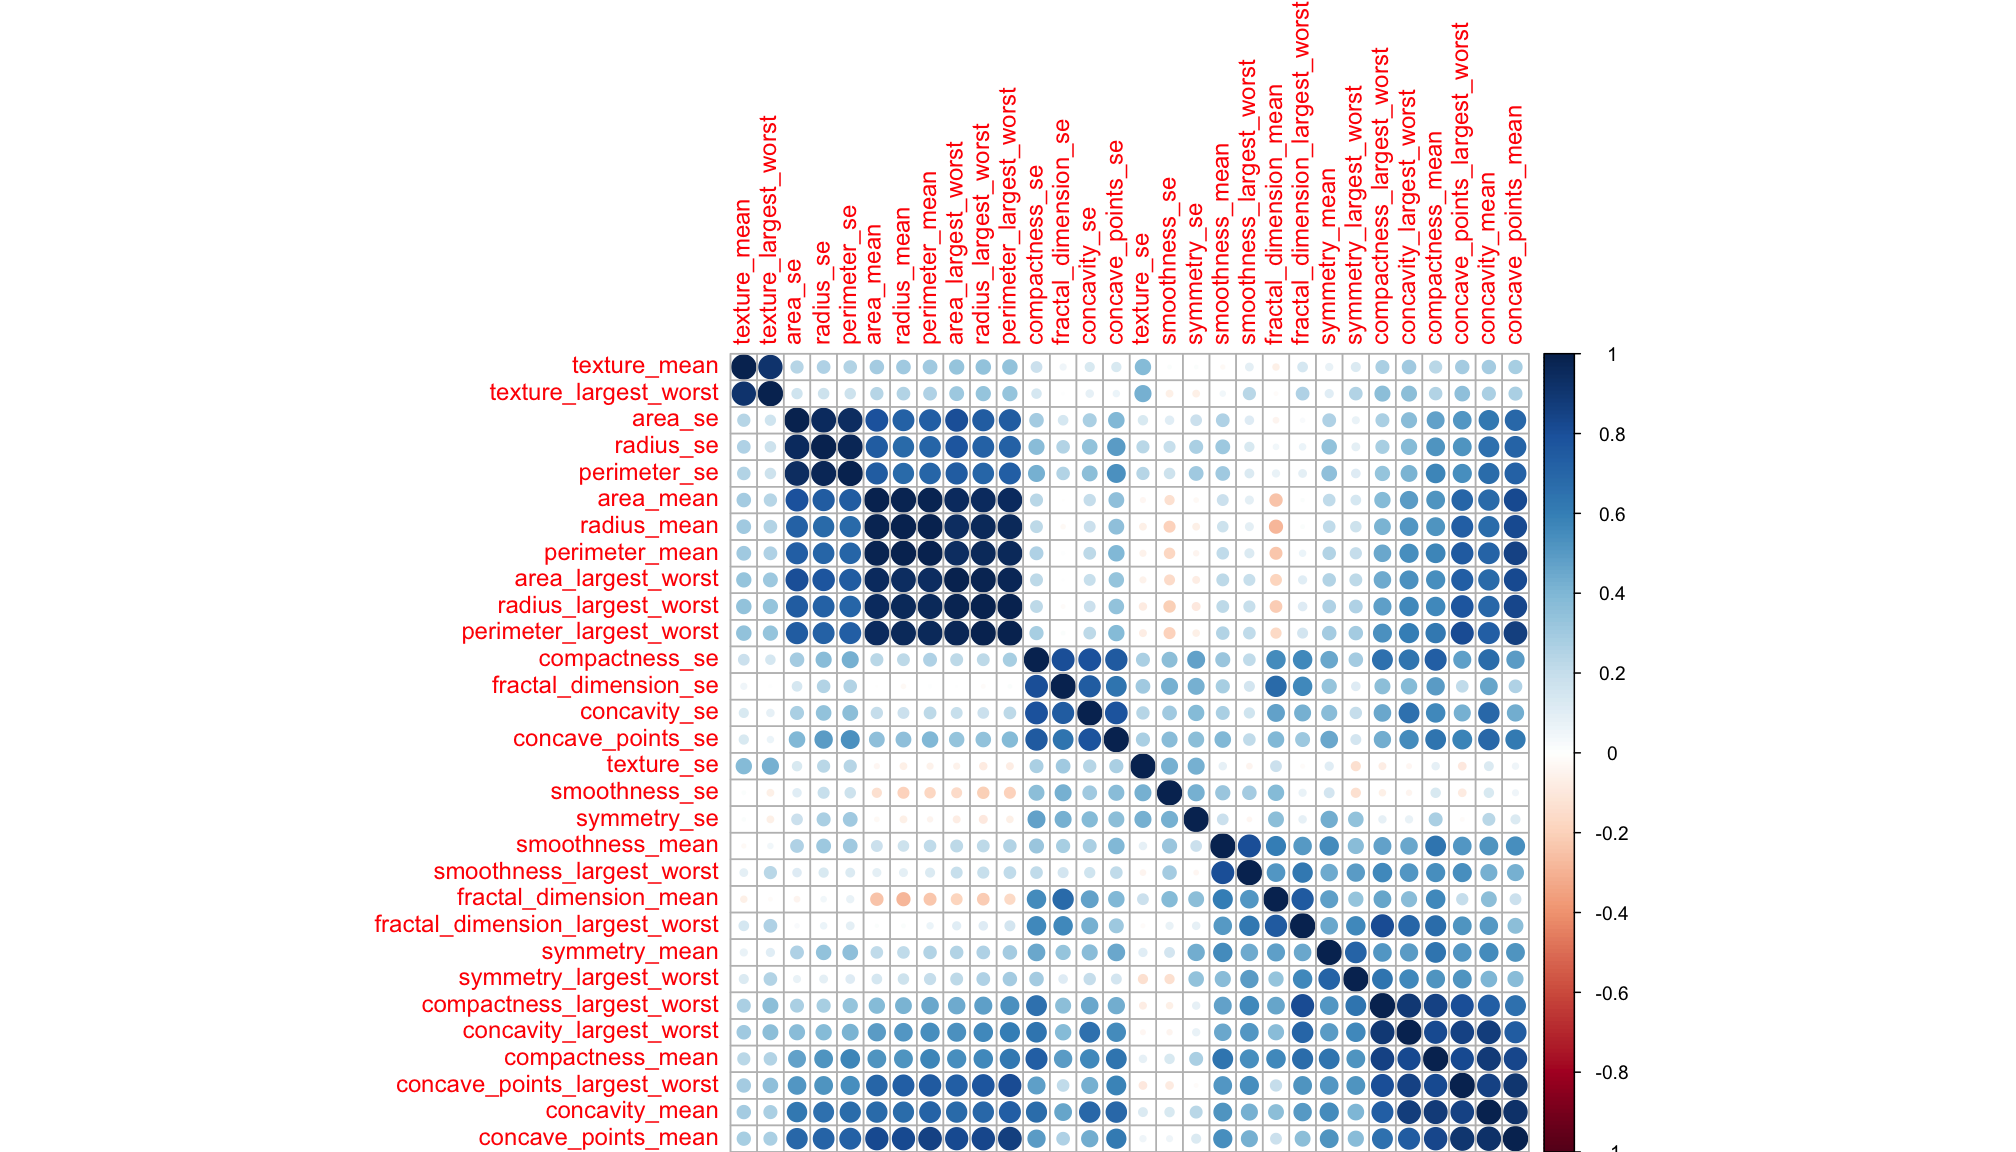 texture_mean
texture_largest_worst
area_se
radius_se
perimeter_se
area_mean
radius_mean
perimeter_mean
area_largest_worst
radius_largest_worst
perimeter_largest_worst
compactness_se
fractal_dimension_se
concavity_se
concave_points_se
texture_se
smoothness_se
symmetry_se
smoothness_mean
smoothness_largest_worst
fractal_dimension_mean
fractal_dimension_largest_worst
symmetry_mean
symmetry_largest_worst
compactness_largest_worst
concavity_largest_worst
compactness_mean
concave_points_largest_worst
concavity_mean
concave_points_mean
texture_mean
texture_largest_worst
area_se
radius_se
perimeter_se
area_mean
radius_mean
perimeter_mean
area_largest_worst
radius_largest_worst
perimeter_largest_worst
compactness_se
fractal_dimension_se
concavity_se
concave_points_se
texture_se
smoothness_se
symmetry_se
smoothness_mean
smoothness_largest_worst
fractal_dimension_mean
fractal_dimension_largest_worst
symmetry_mean
symmetry_largest_worst
compactness_largest_worst
concavity_largest_worst
compactness_mean
concave_points_largest_worst
concavity_mean
concave_points_mean
1
0.8
0.6
0.4
0.2
0
-0.2
-0.4
-0.6
-0.8
-1